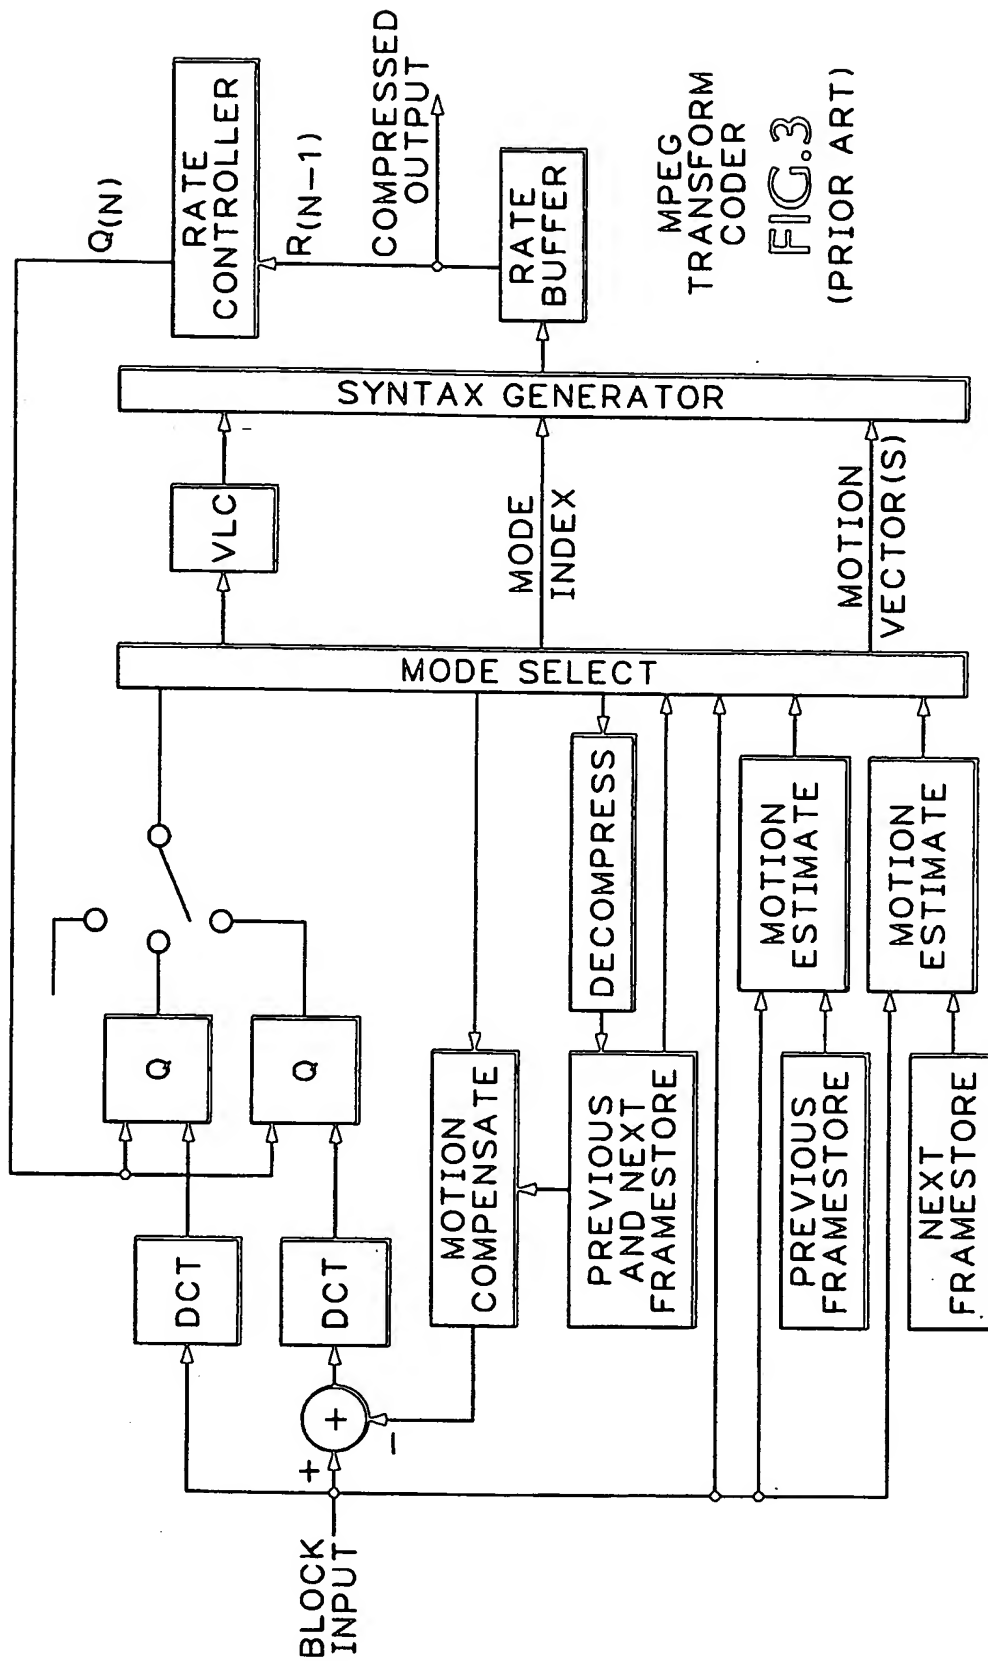 BLOCK
INPUT
+
+
-
DCT
DCT
Q
Q
Q(N)
RATE
CONTROLLER
R(N-1)
COMPRESSED
OUTPUT
RATE
BUFFER
SYNTAX GENERATOR
VLC
MODE
INDEX
MOTION
VECTOR(S)
MODE SELECT
MOTION
COMPENSATE
DECOMPRESS
PREVIOUS
AND NEXT
FRAMESTORE
MOTION
ESTIMATE
MOTION
ESTIMATE
PREVIOUS
FRAMESTORE
NEXT
FRAMESTORE
MPEG
TRANSFORM
CODER
FIG.3
(PRIOR ART)